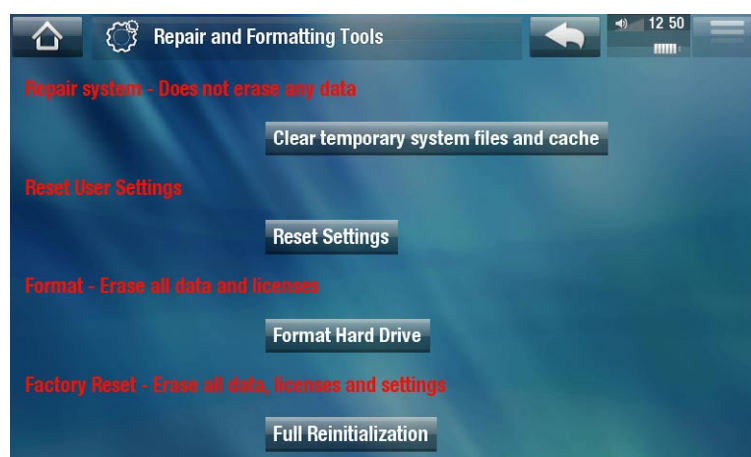 Repair and Formatting Tools
12 50
Repair system - Does not erase any data
Clear temporary system files and cache
Reset User Settings
Reset Settings
Format - Erase all data and licenses
Format Hard Drive
Factory Reset - Erase all data, licenses and settings
Full Reinitialization